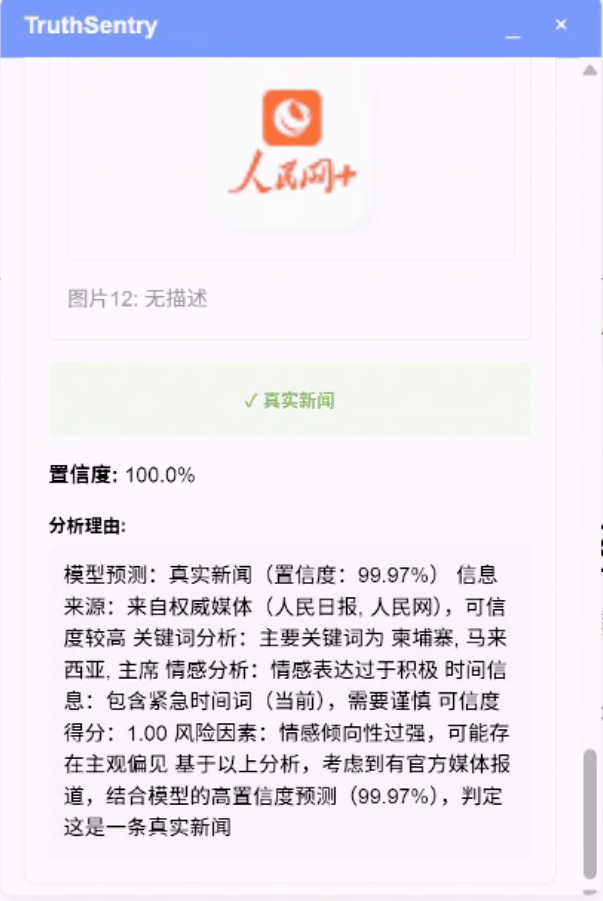 TruthSentry
人民网+
图片12: 无描述
✓ 真实新闻
置信度: 100.0%
分析理由:
模型预测：真实新闻（置信度：99.97%） 信息
来源：来自权威媒体（人民日报, 人民网），可信
度较高 关键词分析：主要关键词为 柬埔寨, 马来
西亚, 主席 情感分析：情感表达过于积极 时间信
息：包含紧急时间词（当前），需要谨慎 可信度
得分：1.00 风险因素：情感倾向性过强，可能存
在主观偏见 基于以上分析，考虑到有官方媒体报
道，结合模型的高置信度预测（99.97%），判定
这是一条真实新闻